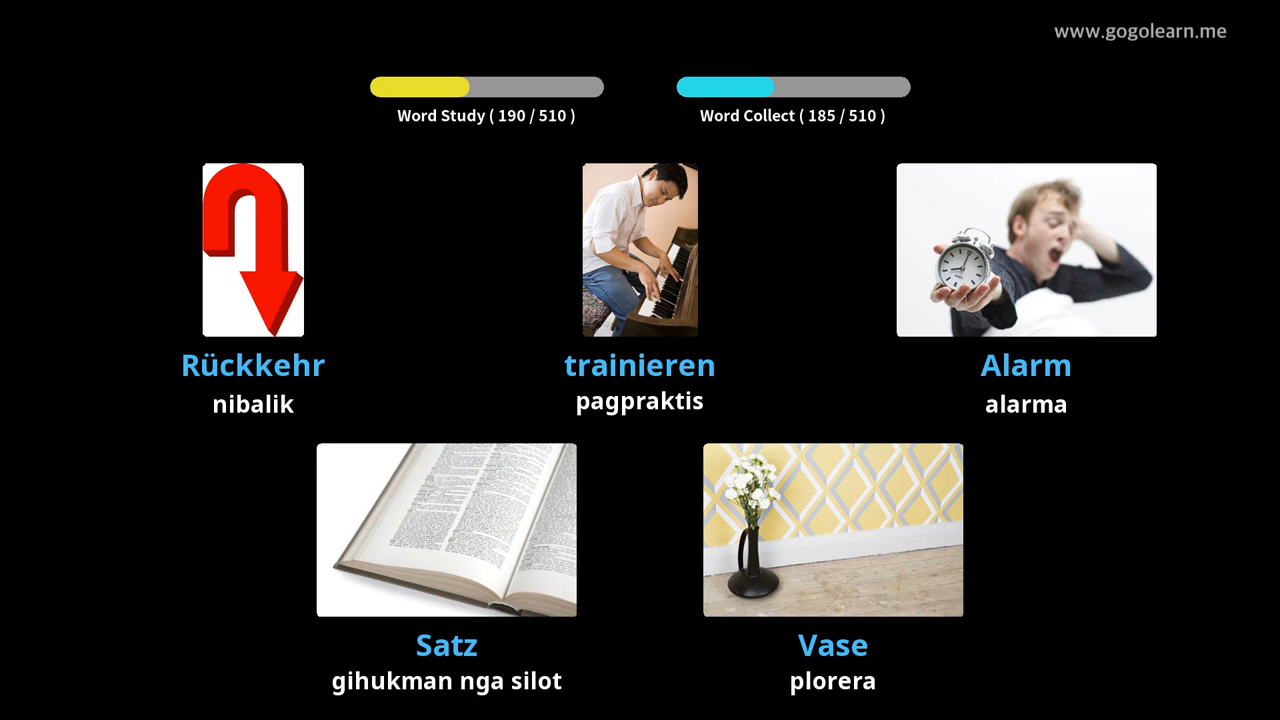 www.gogolearn.me
Word Study ( 190 / 510 )
Word Collect ( 185 / 510 )
Rückkehr
nibalik
trainieren
pagpraktis
Alarm
alarma
Satz
gihukman nga silot
Vase
plorera